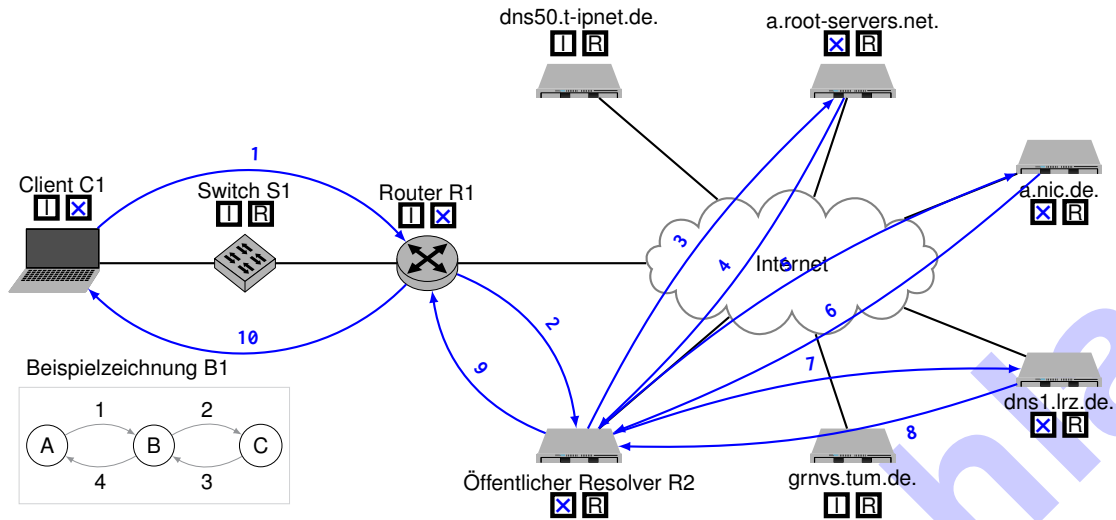 dns50.t-ipnet.de.
I R
a.root-servers.net.
R
Client C1
I
Switch S1
I R
Router R1
I
a.nic.de.
R
Internet
1
2
3
4
5
6
7
8
9
10
dns1.lrz.de.
R
Öffentlicher Resolver R2
R
grnvs.tum.de.
I R
Beispielzeichnung B1
1 2
A B C
4 3